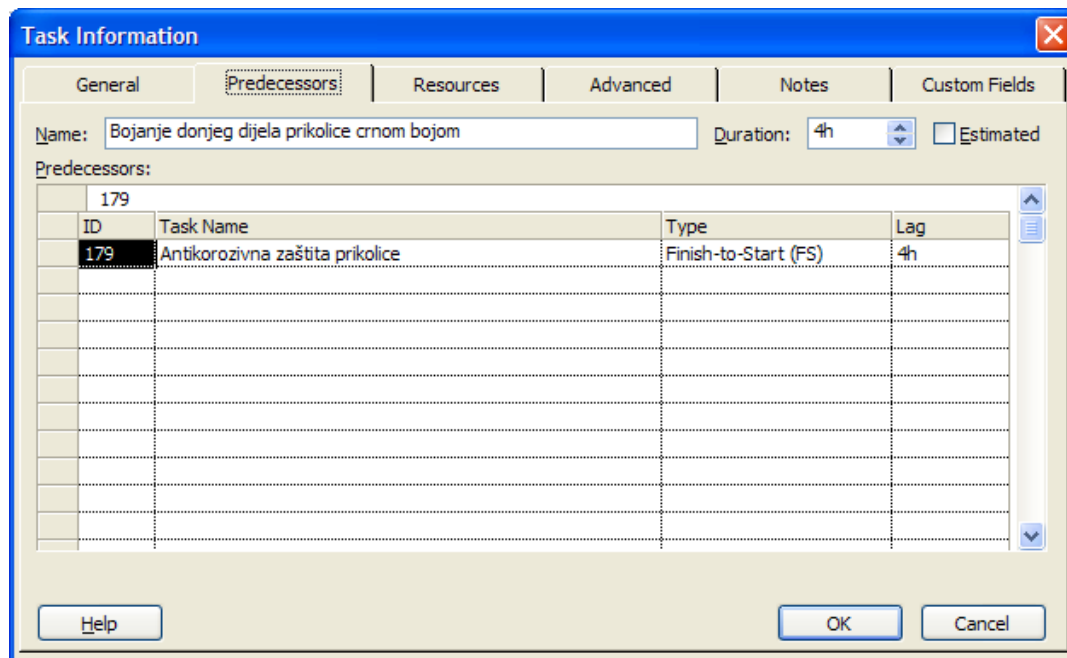 Task Information
General Predecessors Resources Advanced Notes Custom Fields
Name: Bojanje donjeg dijela prikolice crnom bojom Duration: 4h Estimated
Predecessors:
179
ID Task Name Type Lag
179 Antikorozivna zaštita prikolice Finish-to-Start (FS) 4h
Help OK Cancel